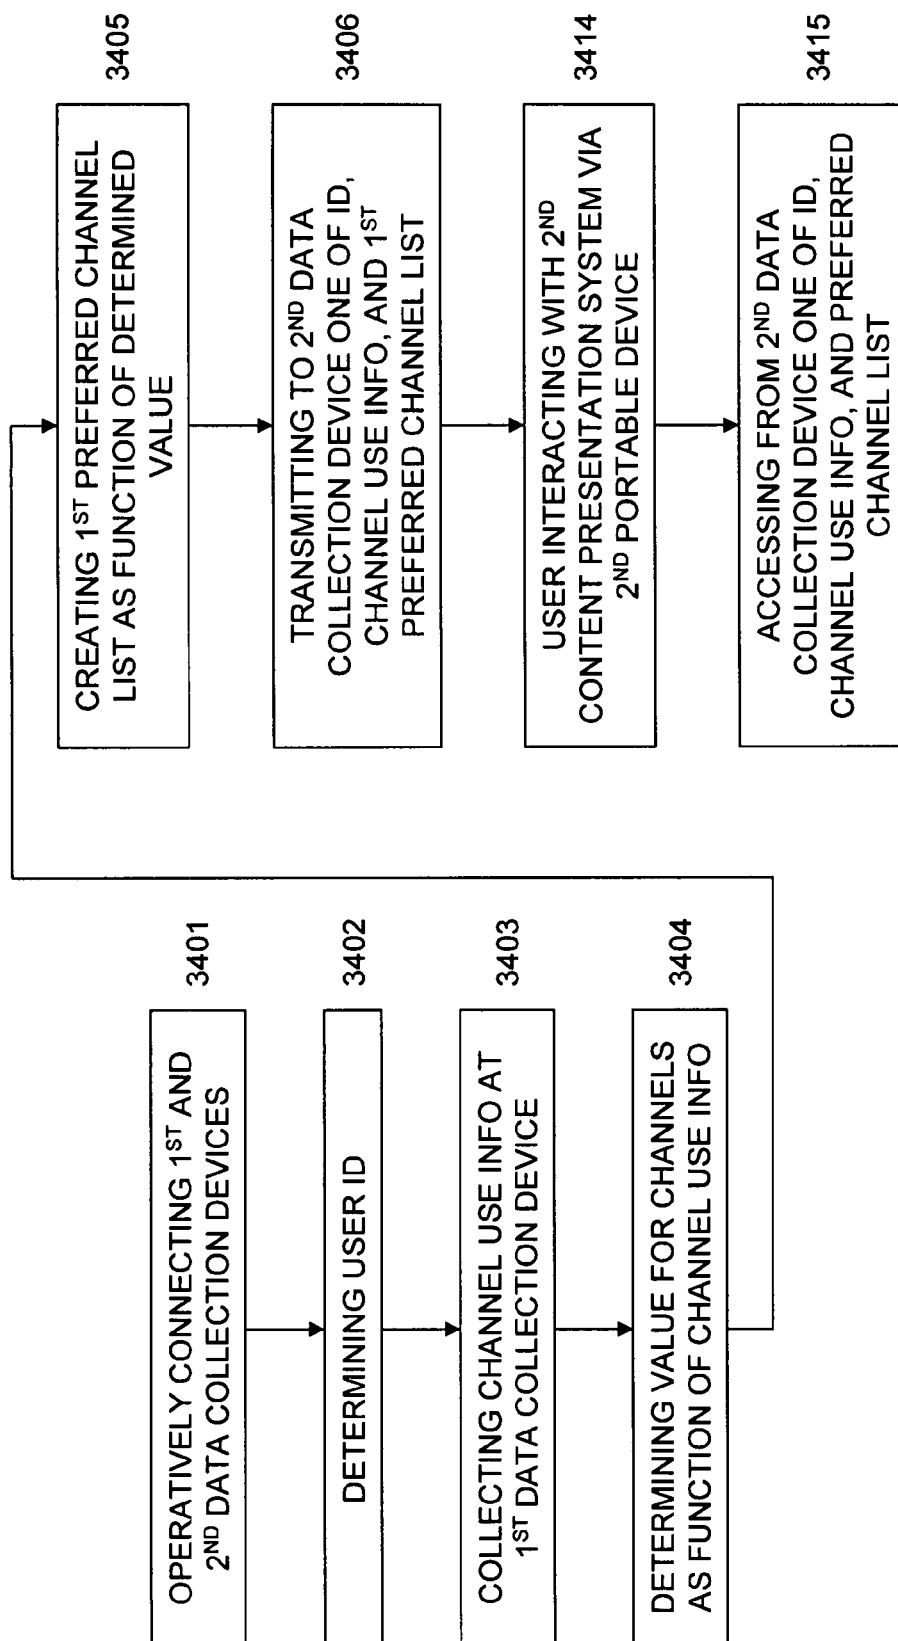 3401
OPERATIVELY CONNECTING 1ST AND
2ND DATA COLLECTION DEVICES
3402
DETERMINING USER ID
3403
COLLECTING CHANNEL USE INFO AT
1ST DATA COLLECTION DEVICE
3404
DETERMINING VALUE FOR CHANNELS
AS FUNCTION OF CHANNEL USE INFO
3405
CREATING 1ST PREFERRED CHANNEL
LIST AS FUNCTION OF DETERMINED
VALUE
3406
TRANSMITTING TO 2ND DATA
COLLECTION DEVICE ONE OF ID,
CHANNEL USE INFO, AND 1ST
PREFERRED CHANNEL LIST
3414
USER INTERACTING WITH 2ND
CONTENT PRESENTATION SYSTEM VIA
2ND PORTABLE DEVICE
3415
ACCESSING FROM 2ND DATA
COLLECTION DEVICE ONE OF ID,
CHANNEL USE INFO, AND PREFERRED
CHANNEL LIST